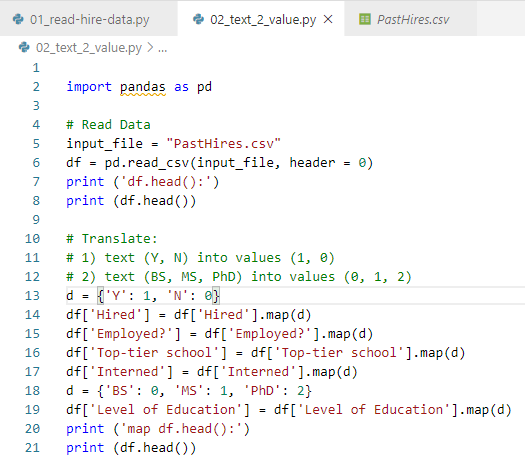 01_read-hire-data.py 02_text_2_value.py PastHires.csv
02_text_2_value.py > ...
1
2 import pandas as pd
3
4 # Read Data
5 input_file = "PastHires.csv"
6 df = pd.read_csv(input_file, header = 0)
7 print ('df.head():')
8 print (df.head())
9
10 # Translate:
11 # 1) text (Y, N) into values (1, 0)
12 # 2) text (BS, MS, PhD) into values (0, 1, 2)
13 d = {'Y': 1, 'N': 0}
14 df['Hired'] = df['Hired'].map(d)
15 df['Employed?'] = df['Employed?'].map(d)
16 df['Top-tier school'] = df['Top-tier school'].map(d)
17 df['Interned'] = df['Interned'].map(d)
18 d = {'BS': 0, 'MS': 1, 'PhD': 2}
19 df['Level of Education'] = df['Level of Education'].map(d)
20 print ('map df.head():')
21 print (df.head())